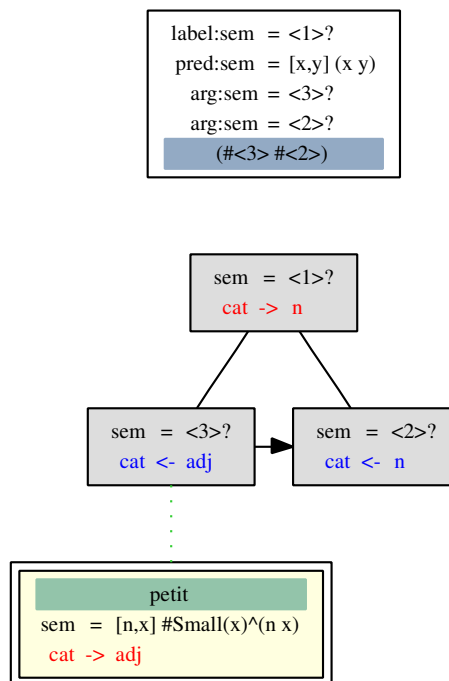 label:sem = <1>?
pred:sem = [x,y] (x y)
arg:sem = <3>?
arg:sem = <2>?
(#<3> #<2>)
sem = <1>?
cat -> n
sem = <3>?
cat <- adj
sem = <2>?
cat <- n
petit
sem = [n,x] #Small(x)^(n x)
cat -> adj